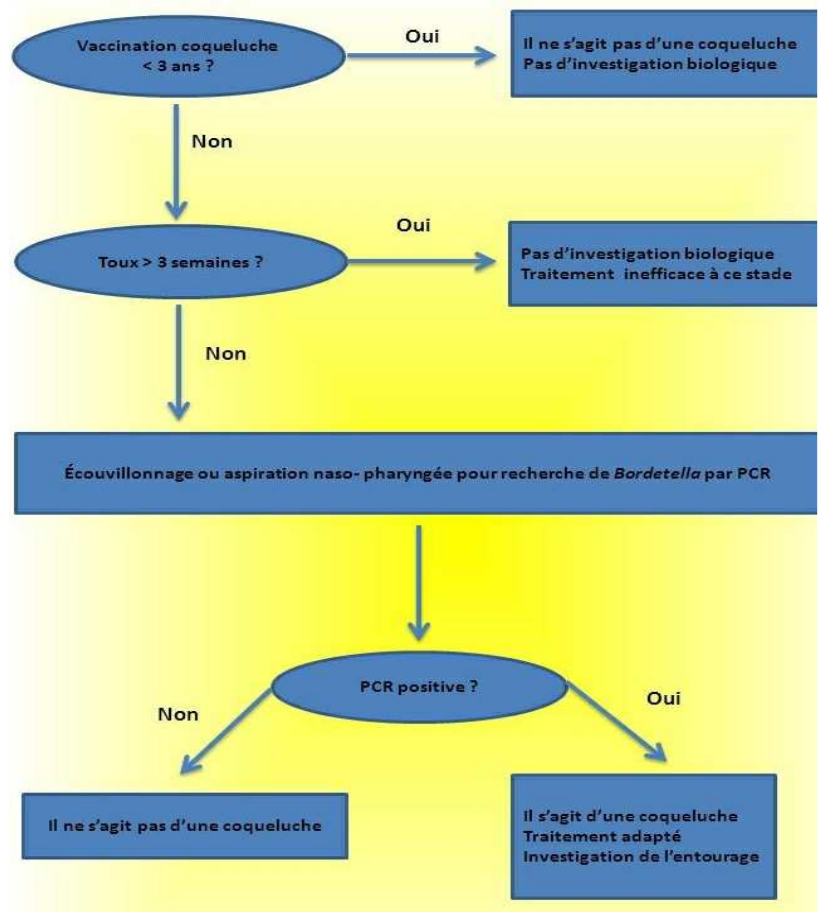 Vaccination coqueluche
< 3 ans ?
Oui
Il ne s’agit pas d’une coqueluche
Pas d’investigation biologique
Non
Toux > 3 semaines ?
Oui
Pas d’investigation biologique
Traitement inefficace à ce stade
Non
Écouvillonnage ou aspiration naso- pharyngée pour recherche de Bordetella par PCR
PCR positive ?
Non
Oui
Il ne s’agit pas d’une coqueluche
Il s’agit d’une coqueluche
Traitement adapté
Investigation de l’entourage